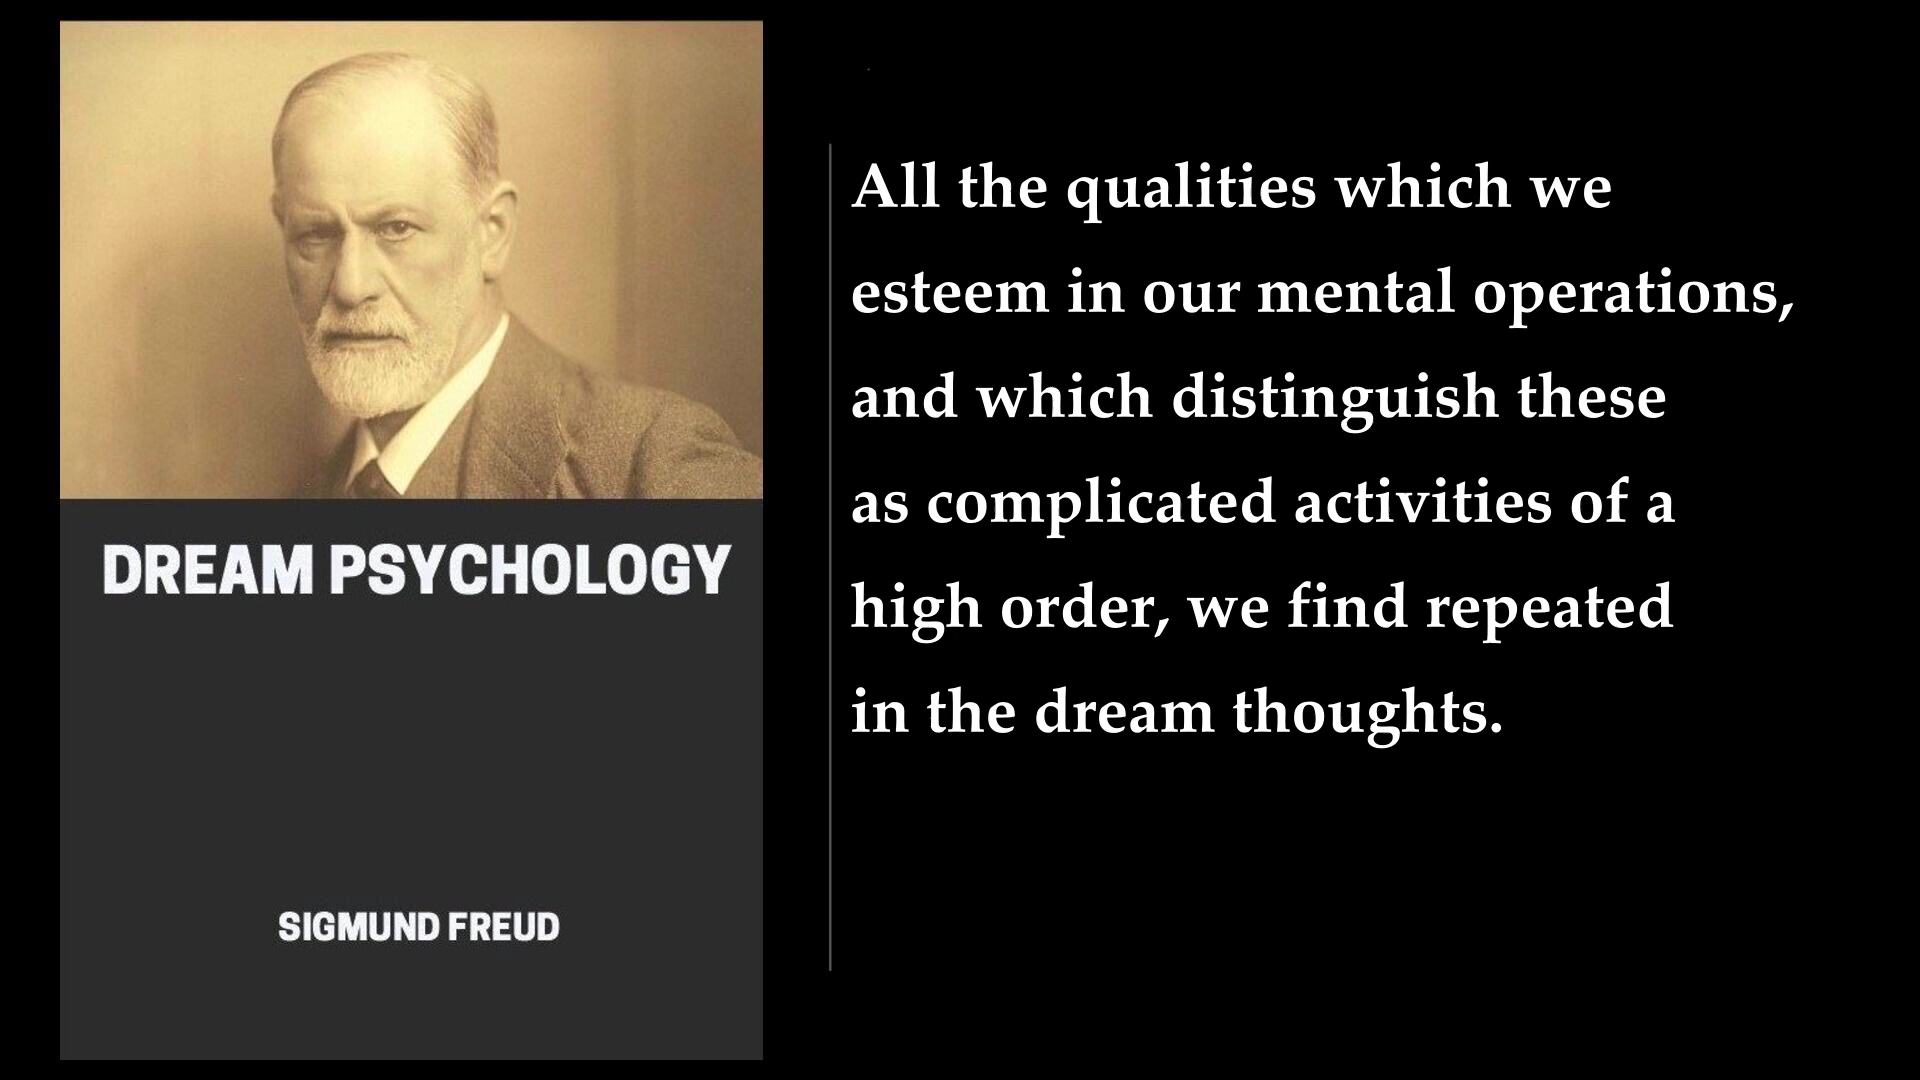 DREAM PSYCHOLOGY
SIGMUND FREUD
All the qualities which we
esteem in our mental operations,
and which distinguish these
as complicated activities of a
high order, we find repeated
in the dream thoughts.